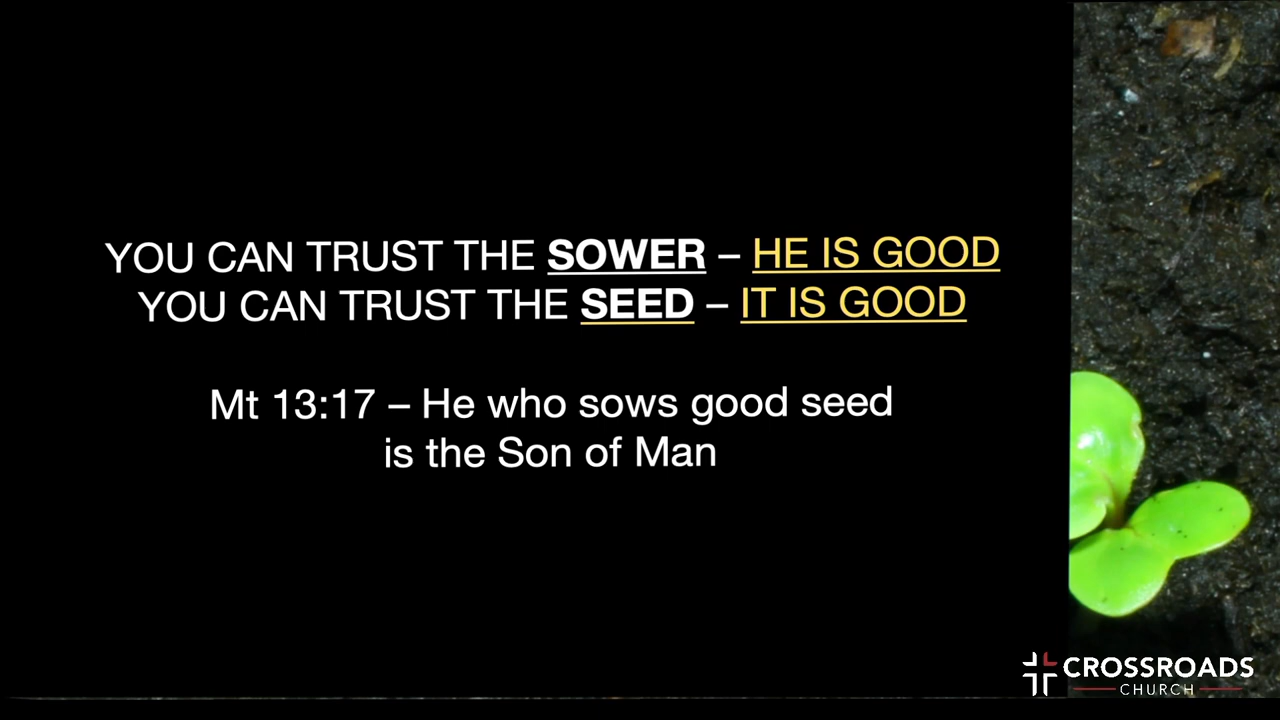 YOU CAN TRUST THE SOWER – HE IS GOOD
YOU CAN TRUST THE SEED – IT IS GOOD
Mt 13:17 – He who sows good seed
is the Son of Man
CROSSROADS
CHURCH